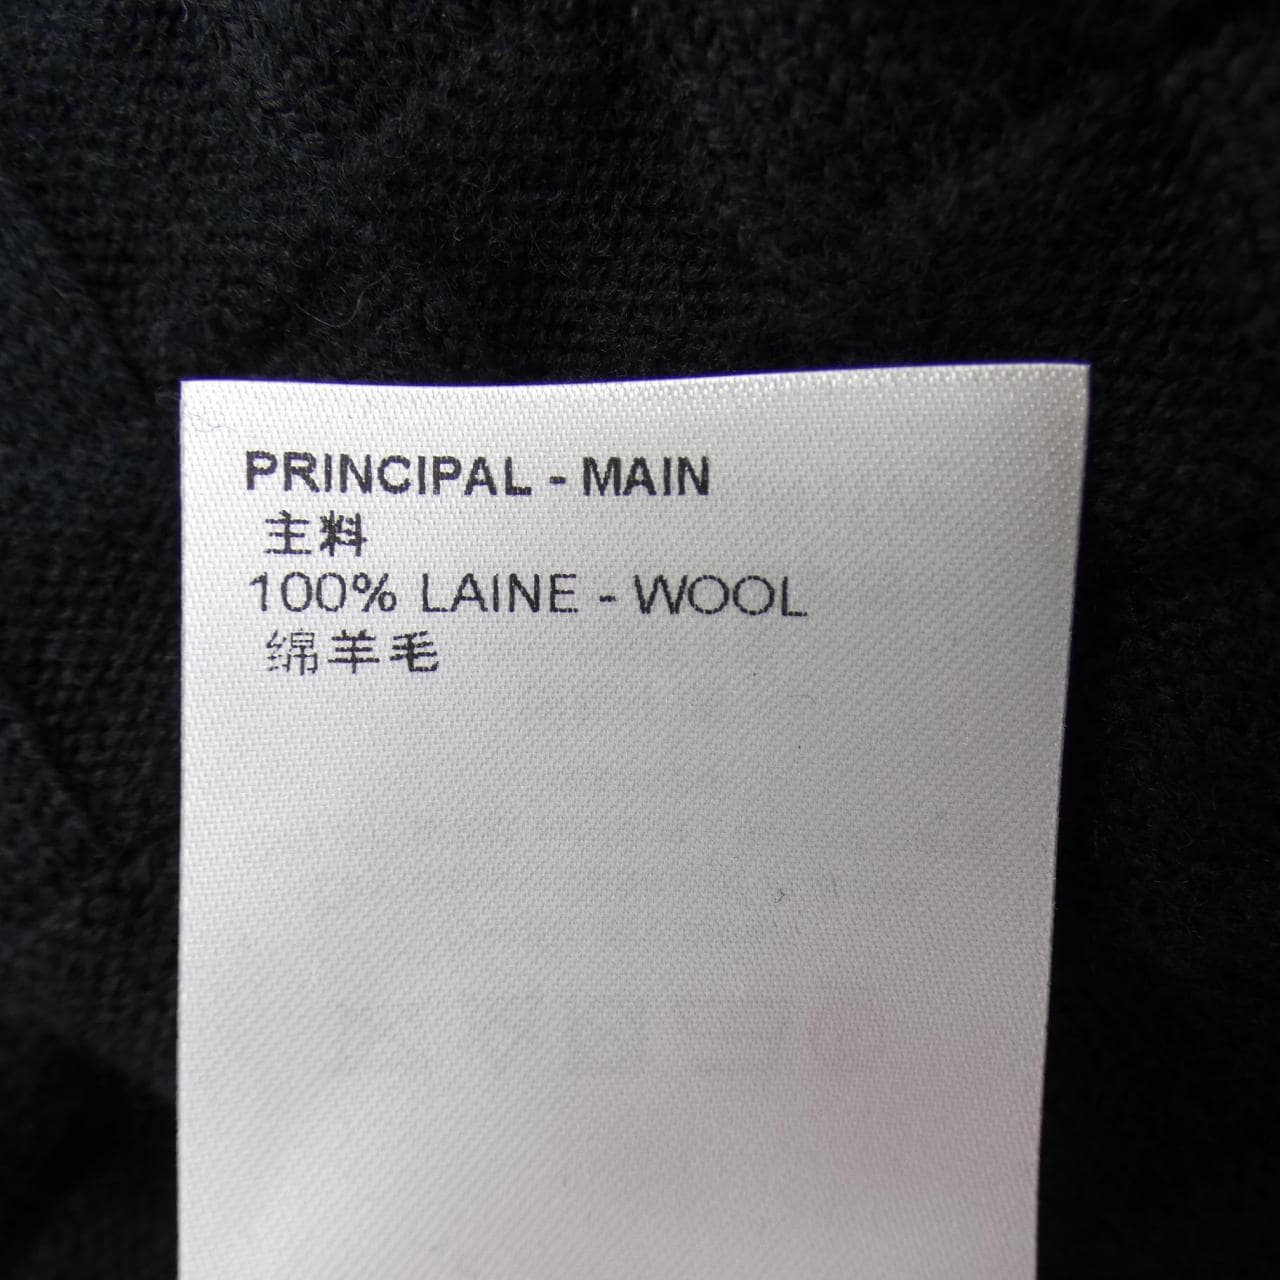 PRINCIPAL - MAIN
主料
100% LAINE - WOOL
绵羊毛